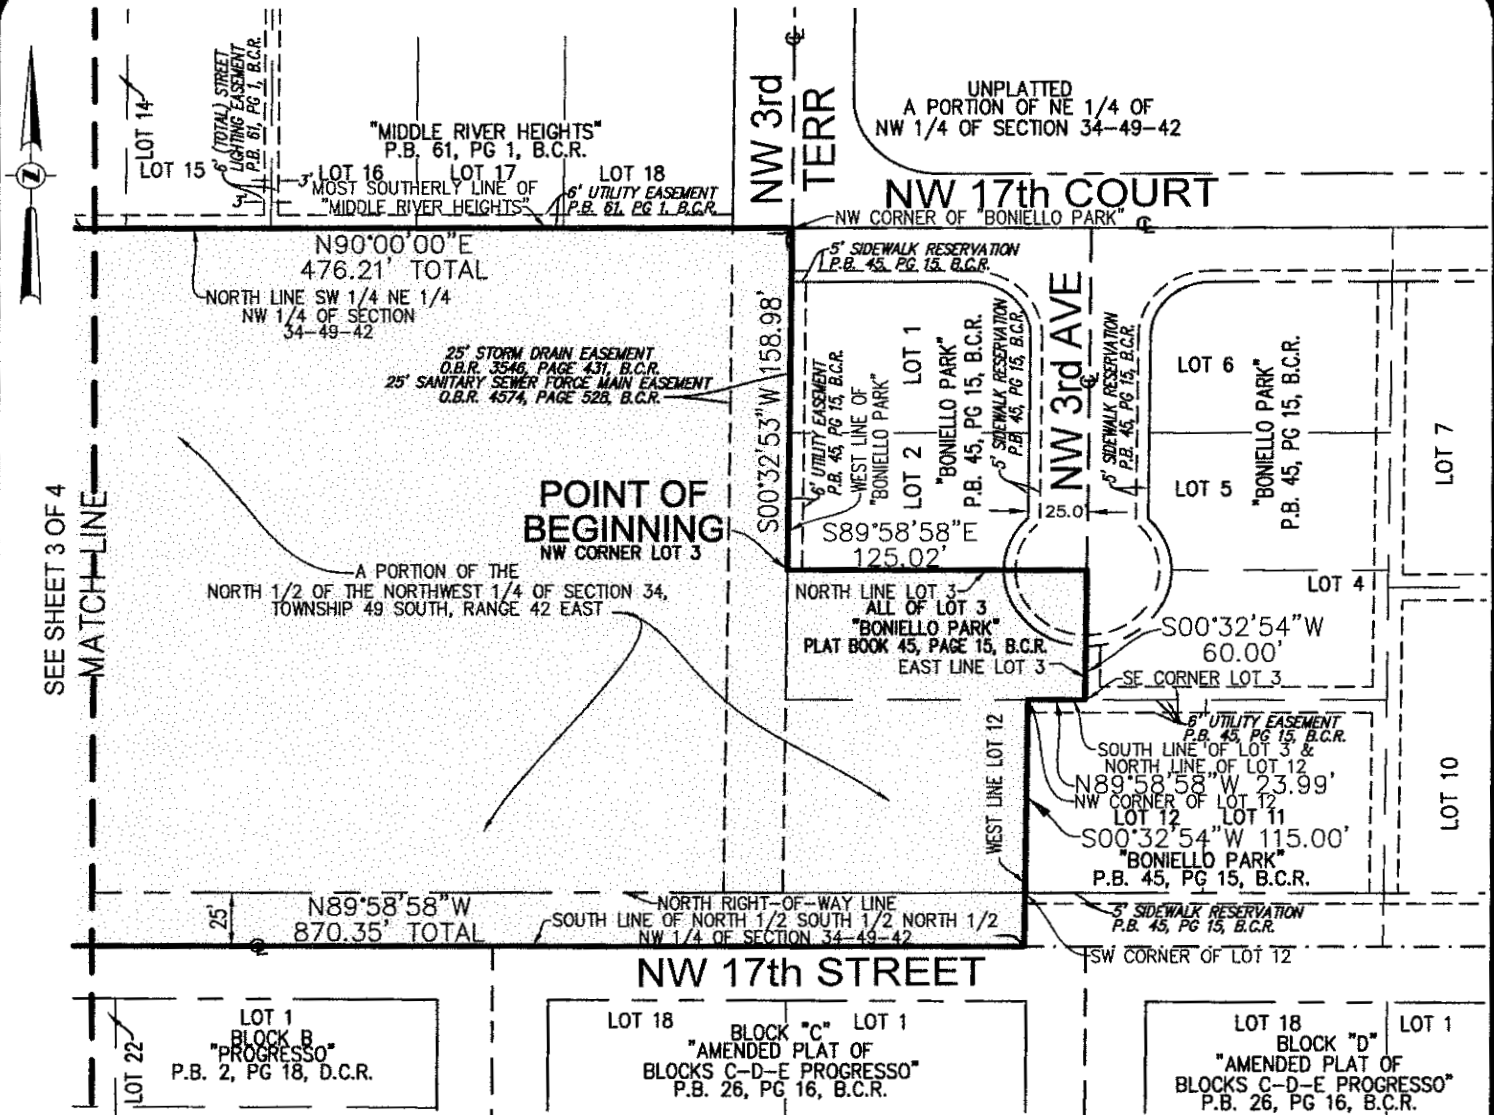 UNPLATTED
A PORTION OF NE 1/4 OF
NW 1/4 OF SECTION 34-49-42
NW 3rd
TERR
NW 17th COURT
LOT 14
LOT 15
6' (TOTAL) STREET
LIGHTING EASEMENT
P.B. 61, PG 1, B.C.R.
"MIDDLE RIVER HEIGHTS"
P.B. 61, PG 1, B.C.R.
3'
3'
LOT 16
LOT 17
LOT 18
MOST SOUTHERLY LINE OF
"MIDDLE RIVER HEIGHTS"
6' UTILITY EASEMENT
P.B. 61, PG 1, B.C.R.
Z
NW CORNER OF "BONIELLO PARK"
N90°00'00"E
476.21' TOTAL
NORTH LINE SW 1/4 NE 1/4
NW 1/4 OF SECTION
34-49-42
5' SIDEWALK RESERVATION
P.B. 45, PG 15, B.C.R.
25' STORM DRAIN EASEMENT
O.B.R. 3546, PAGE 431, B.C.R.
25' SANITARY SEWER FORCE MAIN EASEMENT
O.B.R. 4574, PAGE 528, B.C.R.
S00°32'53"W 158.98'
6' UTILITY EASEMENT
P.B. 45, PG 15, B.C.R.
WEST LINE OF
"BONIELLO PARK"
LOT 1
LOT 2
"BONIELLO PARK"
P.B. 45, PG 15, B.C.R.
5' SIDEWALK RESERVATION
P.B. 45, PG 15, B.C.R.
NW 3rd AVE
5' SIDEWALK RESERVATION
P.B. 45, PG 15, B.C.R.
LOT 6
LOT 5
"BONIELLO PARK"
P.B. 45, PG 15, B.C.R.
LOT 7
25.0'
SEE SHEET 3 OF 4
MATCH-LINE
POINT OF
BEGINNING
NW CORNER LOT 3
S89°58'58"E
125.02'
A PORTION OF THE
NORTH 1/2 OF THE NORTHWEST 1/4 OF SECTION 34,
TOWNSHIP 49 SOUTH, RANGE 42 EAST
NORTH LINE LOT 3
ALL OF LOT 3
"BONIELLO PARK"
PLAT BOOK 45, PAGE 15, B.C.R.
EAST LINE LOT 3
LOT 4
S00°32'54"W
60.00'
SE CORNER LOT 3
6' UTILITY EASEMENT
P.B. 45, PG 15, B.C.R.
SOUTH LINE OF LOT 3 &
NORTH LINE OF LOT 12
N89°58'58"W 23.99'
NW CORNER OF LOT 12
LOT 12
LOT 11
S00°32'54"W 115.00'
"BONIELLO PARK"
P.B. 45, PG 15, B.C.R.
WEST LINE LOT 12
LOT 10
25'
N89°58'58"W
870.35' TOTAL
NORTH RIGHT-OF-WAY LINE
SOUTH LINE OF NORTH 1/2 SOUTH 1/2 NORTH 1/2
NW 1/4 OF SECTION 34-49-42
5' SIDEWALK RESERVATION
P.B. 45, PG 15, B.C.R.
SW CORNER OF LOT 12
NW 17th STREET
LOT 22
LOT 1
BLOCK B
"PROGRESSO"
P.B. 2, PG 18, D.C.R.
LOT 18
LOT 1
BLOCK "C"
"AMENDED PLAT OF
BLOCKS C-D-E PROGRESSO"
P.B. 26, PG 16, B.C.R.
LOT 18
LOT 1
BLOCK "D"
"AMENDED PLAT OF
BLOCKS C-D-E PROGRESSO"
P.B. 26, PG 16, B.C.R.